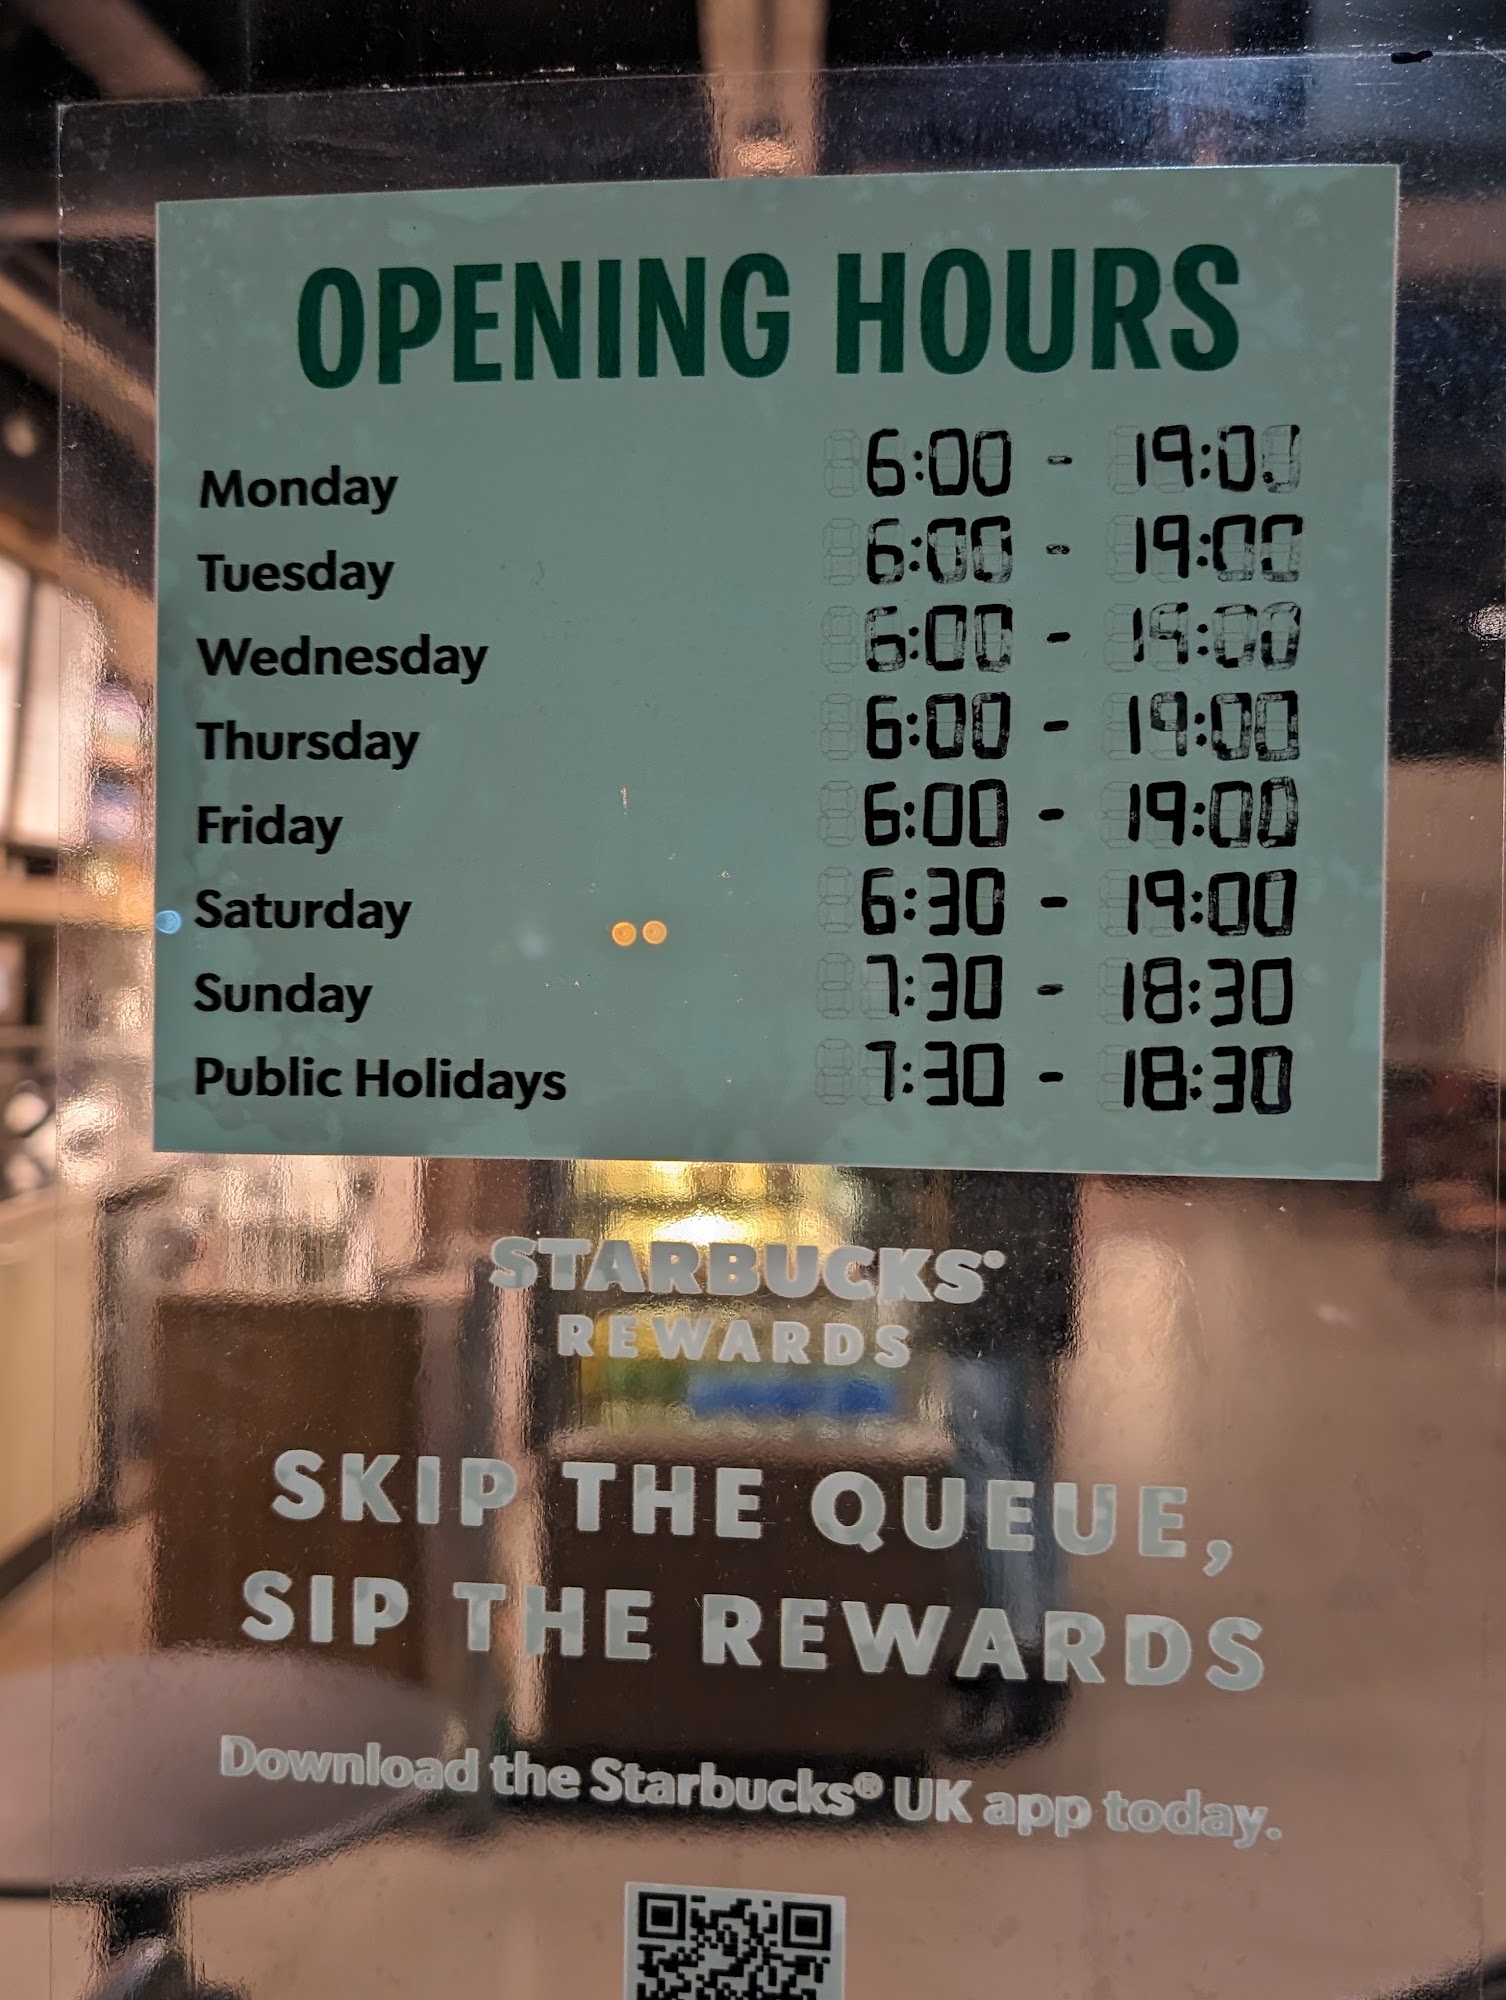 OPENING HOURS
Monday 6:00 - 19:00
Tuesday 6:00 - 19:00
Wednesday 6:00 - 19:00
Thursday 6:00 - 19:00
Friday 6:00 - 19:00
Saturday 6:30 - 19:00
Sunday 7:30 - 18:30
Public Holidays 7:30 - 18:30
STARBUCKS®
REWARDS
SKIP THE QUEUE,
SIP THE REWARDS
Download the Starbucks® UK app today.